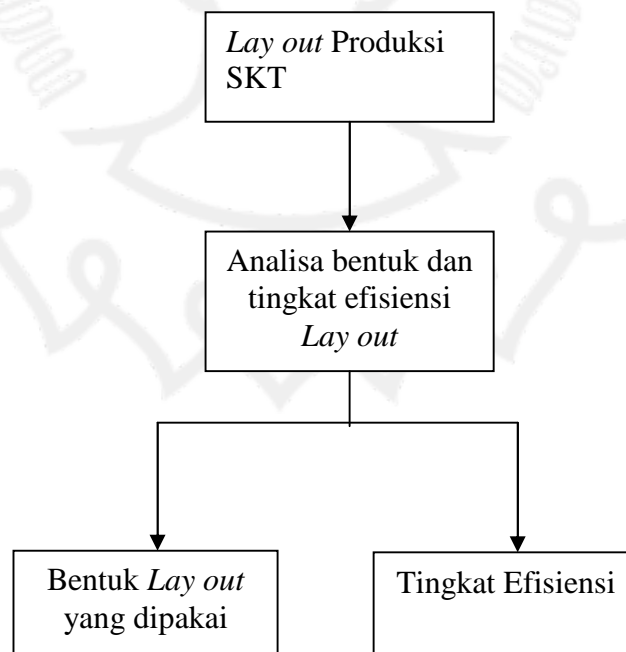 Lay out Produksi
SKT
Analisa bentuk dan
tingkat efisiensi
Lay out
Bentuk Lay out
yang dipakai
Tingkat Efisiensi